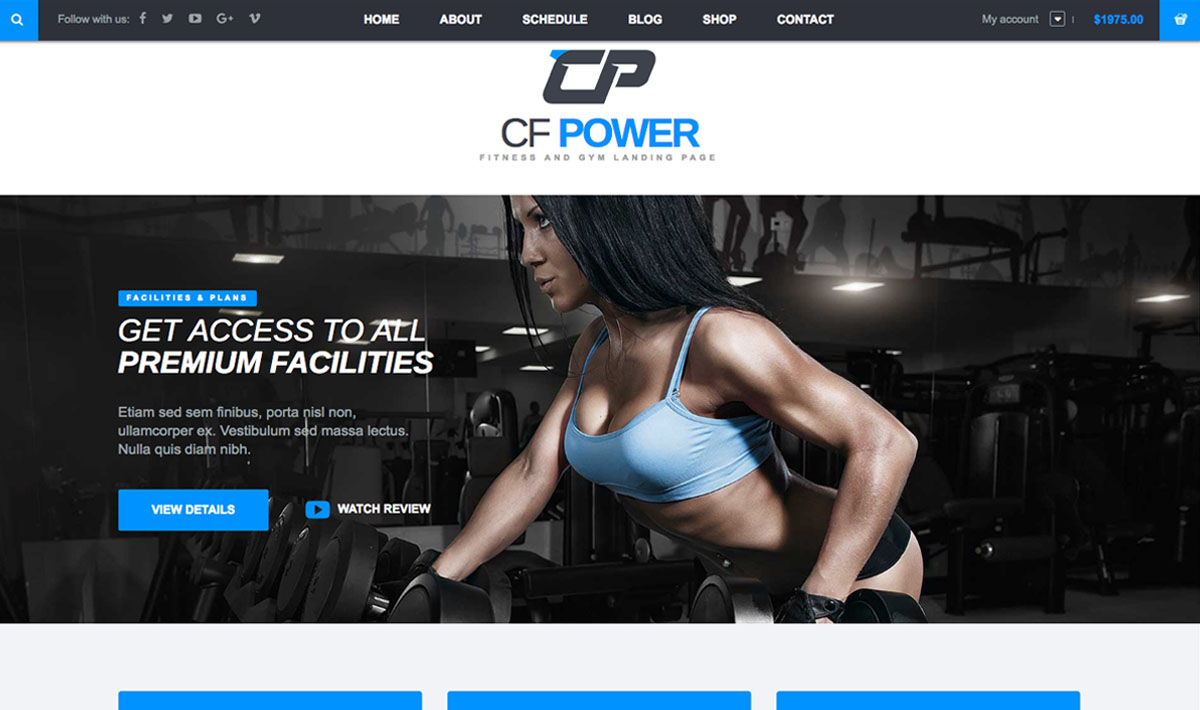 Follow with us:
HOME ABOUT SCHEDULE BLOG SHOP CONTACT
My account $1975.00
CP
CF POWER
FITNESS AND GYM LANDING PAGE
FACILITIES & PLANS
GET ACCESS TO ALL
PREMIUM FACILITIES
Etiam sed sem finibus, porta nisl non,
ullamcorper ex. Vestibulum sed massa lectus.
Nulla quis diam nibh.
VIEW DETAILS
WATCH REVIEW